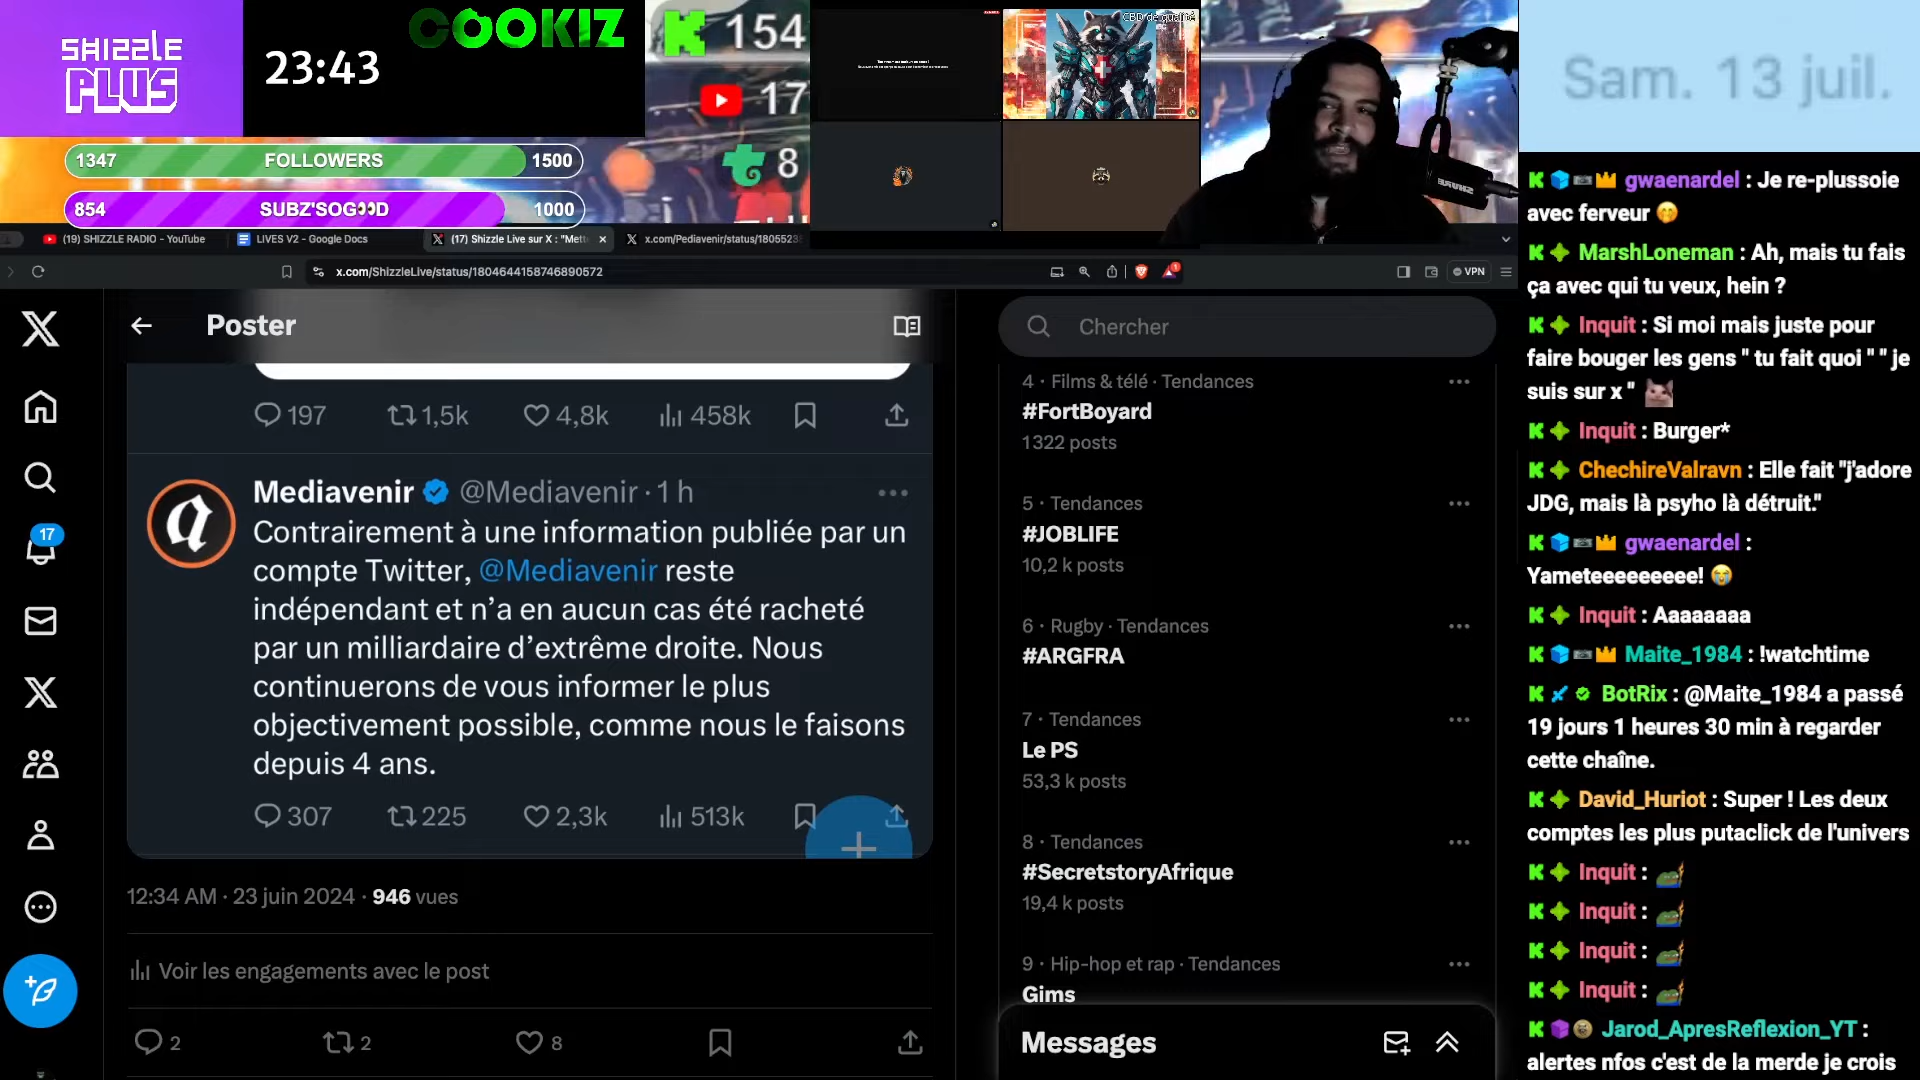 SHIZZLE
PLUS
23:43
COOKIZ
154
17
8
1347 FOLLOWERS 1500
854 SUBZ'SOG👀D 1000
CBD de qualité
Sam. 13 juil.
(19) SHIZZLE RADIO - YouTube
LIVES V2 - Google Docs
(17) Shizzle Live sur X : "Mett
x.com/Pediavenir/status/1805523
x.com/ShizzleLive/status/1804644158746890572
VPN
Poster
197 1,5k 4,8k 458k
Mediavenir @Mediavenir · 1 h
Contrairement à une information publiée par un
compte Twitter, @Mediavenir reste
indépendant et n’a en aucun cas été racheté
par un milliardaire d’extrême droite. Nous
continuerons de vous informer le plus
objectivement possible, comme nous le faisons
depuis 4 ans.
307 225 2,3k 513k
12:34 AM · 23 juin 2024 · 946 vues
Voir les engagements avec le post
2 2 8
17
Chercher
4 · Films & télé · Tendances
#FortBoyard
1322 posts
5 · Tendances
#JOBLIFE
10,2 k posts
6 · Rugby · Tendances
#ARGFRA
7 · Tendances
Le PS
53,3 k posts
8 · Tendances
#SecretstoryAfrique
19,4 k posts
9 · Hip-hop et rap · Tendances
Gims
Messages
gwaenardel : Je re-plussoie
avec ferveur 🤭
MarshLoneman : Ah, mais tu fais
ça avec qui tu veux, hein ?
Inquit : Si moi mais juste pour
faire bouger les gens " tu fait quoi " " je
suis sur x "
Inquit : Burger*
ChechireValravn : Elle fait "j'adore
JDG, mais là psyho là détruit."
gwaenardel :
Yameteeeeeeeee! 😭
Inquit : Aaaaaaaa
Maite_1984 : !watchtime
BotRix : @Maite_1984 a passé
19 jours 1 heures 30 min à regarder
cette chaîne.
David_Huriot : Super ! Les deux
comptes les plus putaclick de l'univers
Inquit :
Inquit :
Inquit :
Inquit :
Jarod_ApresReflexion_YT :
alertes nfos c'est de la merde je crois